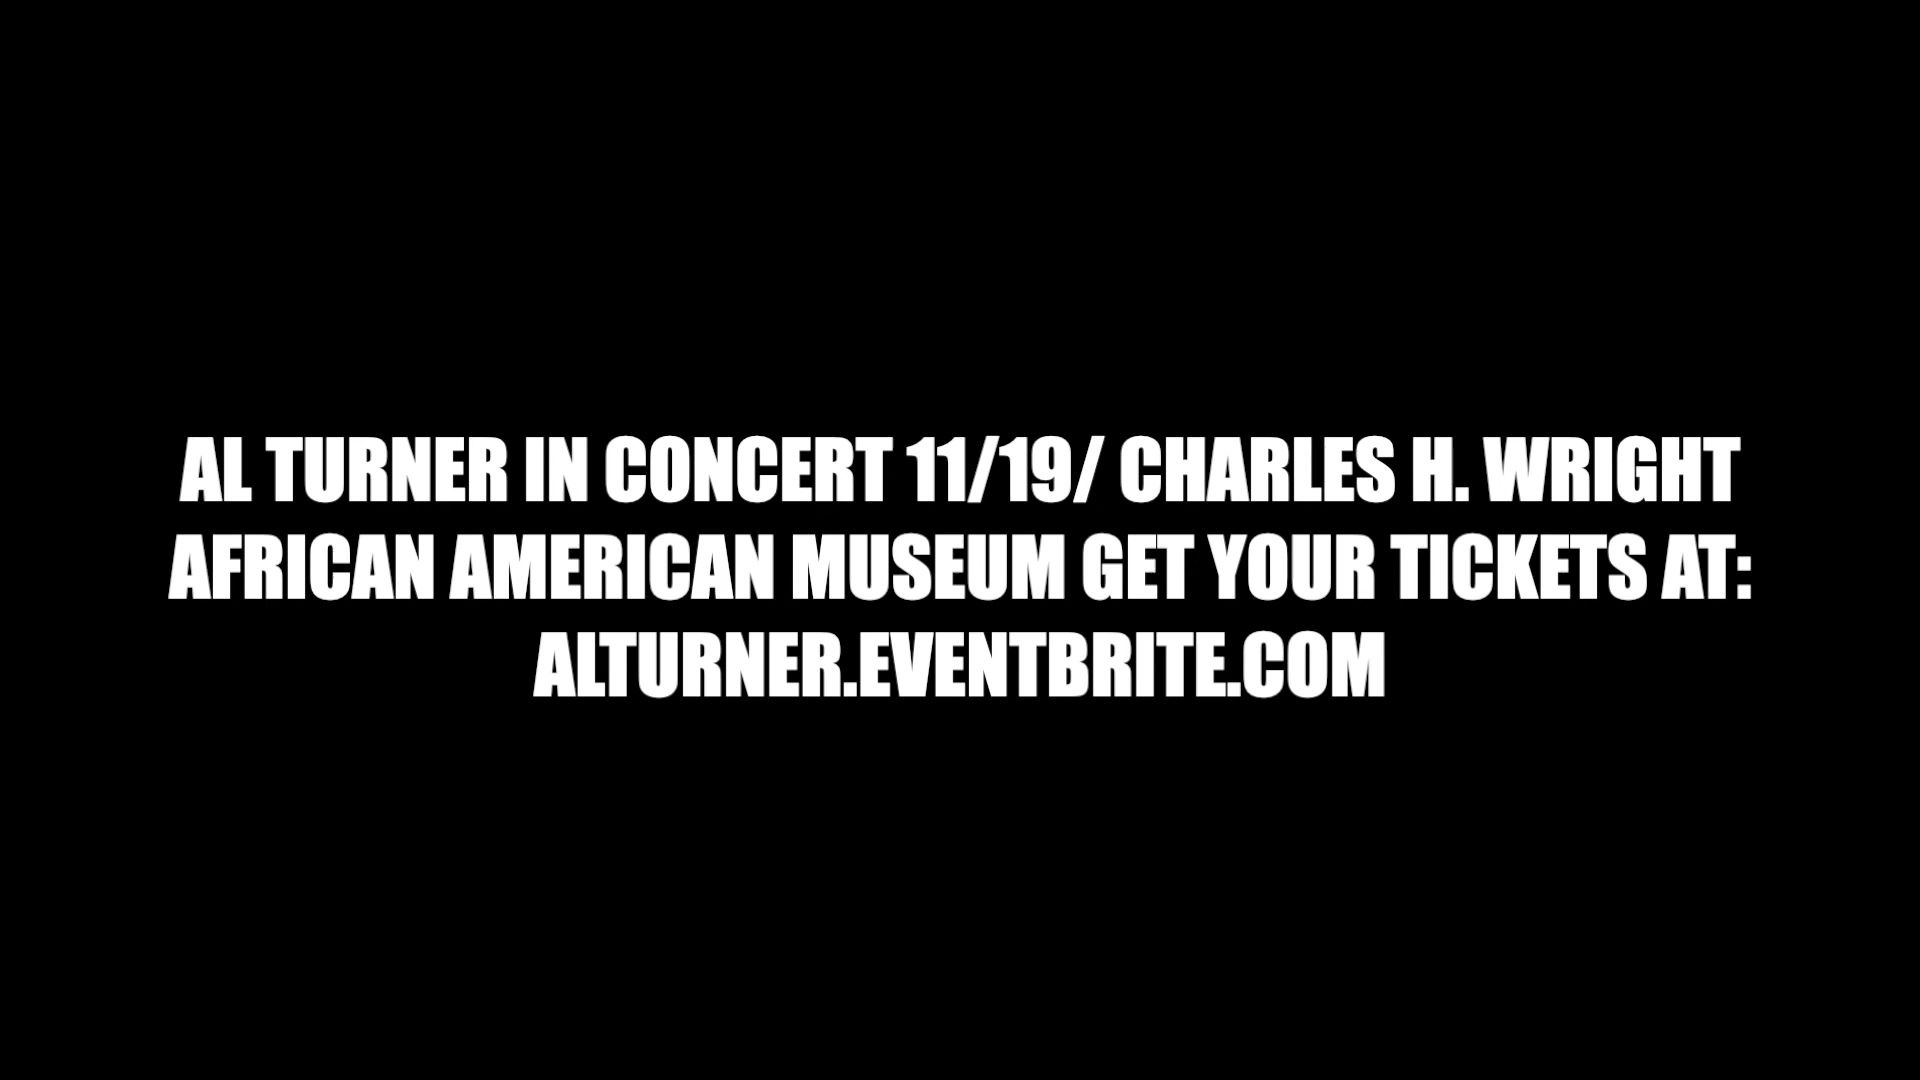 AL TURNER IN CONCERT 11/19/ CHARLES H. WRIGHT
AFRICAN AMERICAN MUSEUM GET YOUR TICKETS AT:
ALTURNER.EVENTBRITE.COM